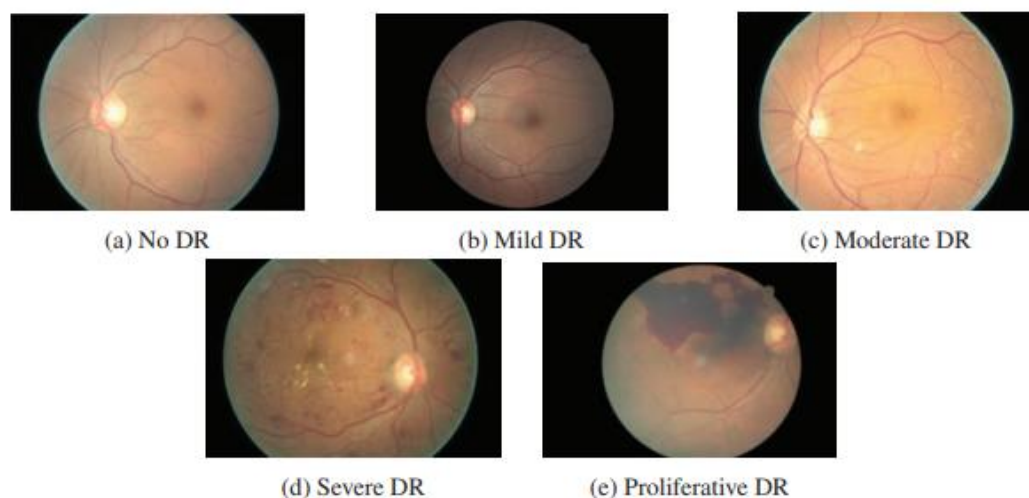 (a) No DR
(b) Mild DR
(c) Moderate DR
(d) Severe DR
(e) Proliferative DR